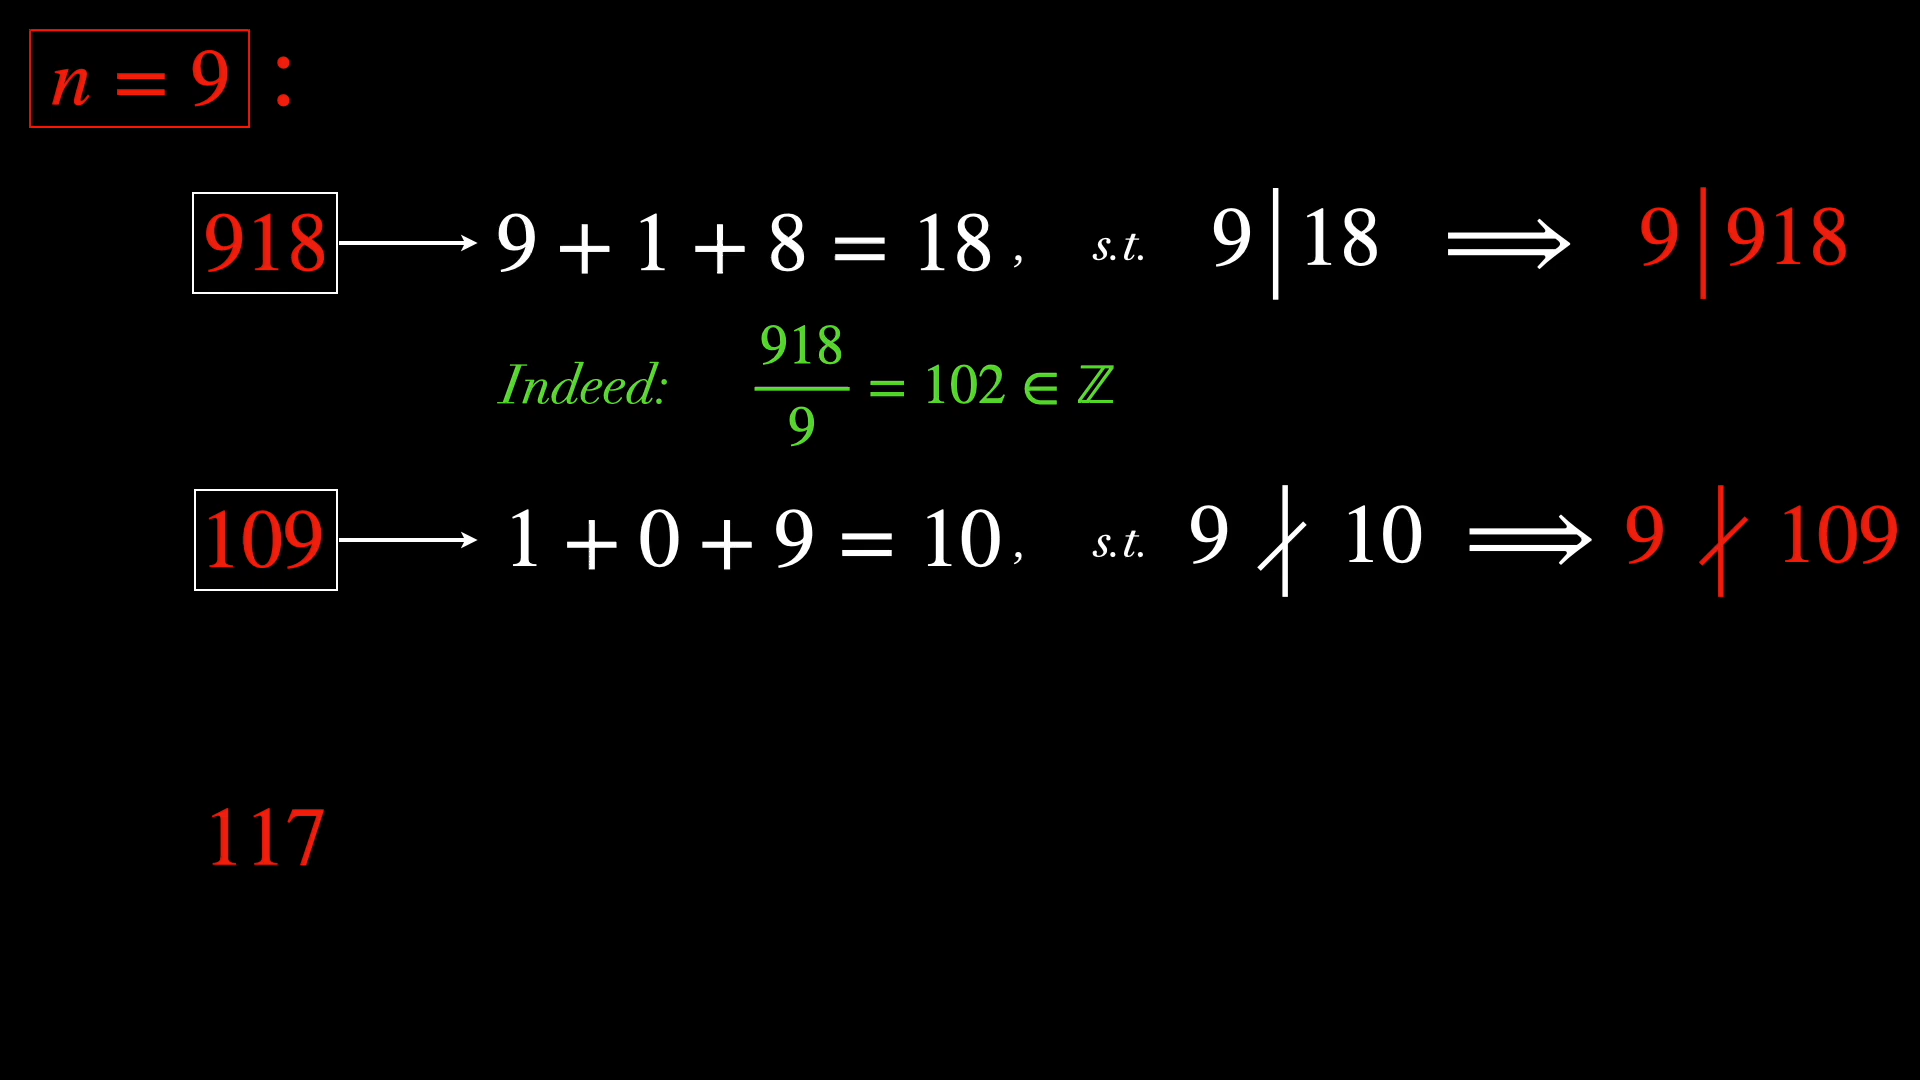 n = 9 :
918 → 9 + 1 + 8 = 18 , s.t. 9 | 18 ⟹ 9 | 918
Indeed: 918/9 = 102 ∈ ℤ
109 → 1 + 0 + 9 = 10 , s.t. 9 ∤ 10 ⟹ 9 ∤ 109
117